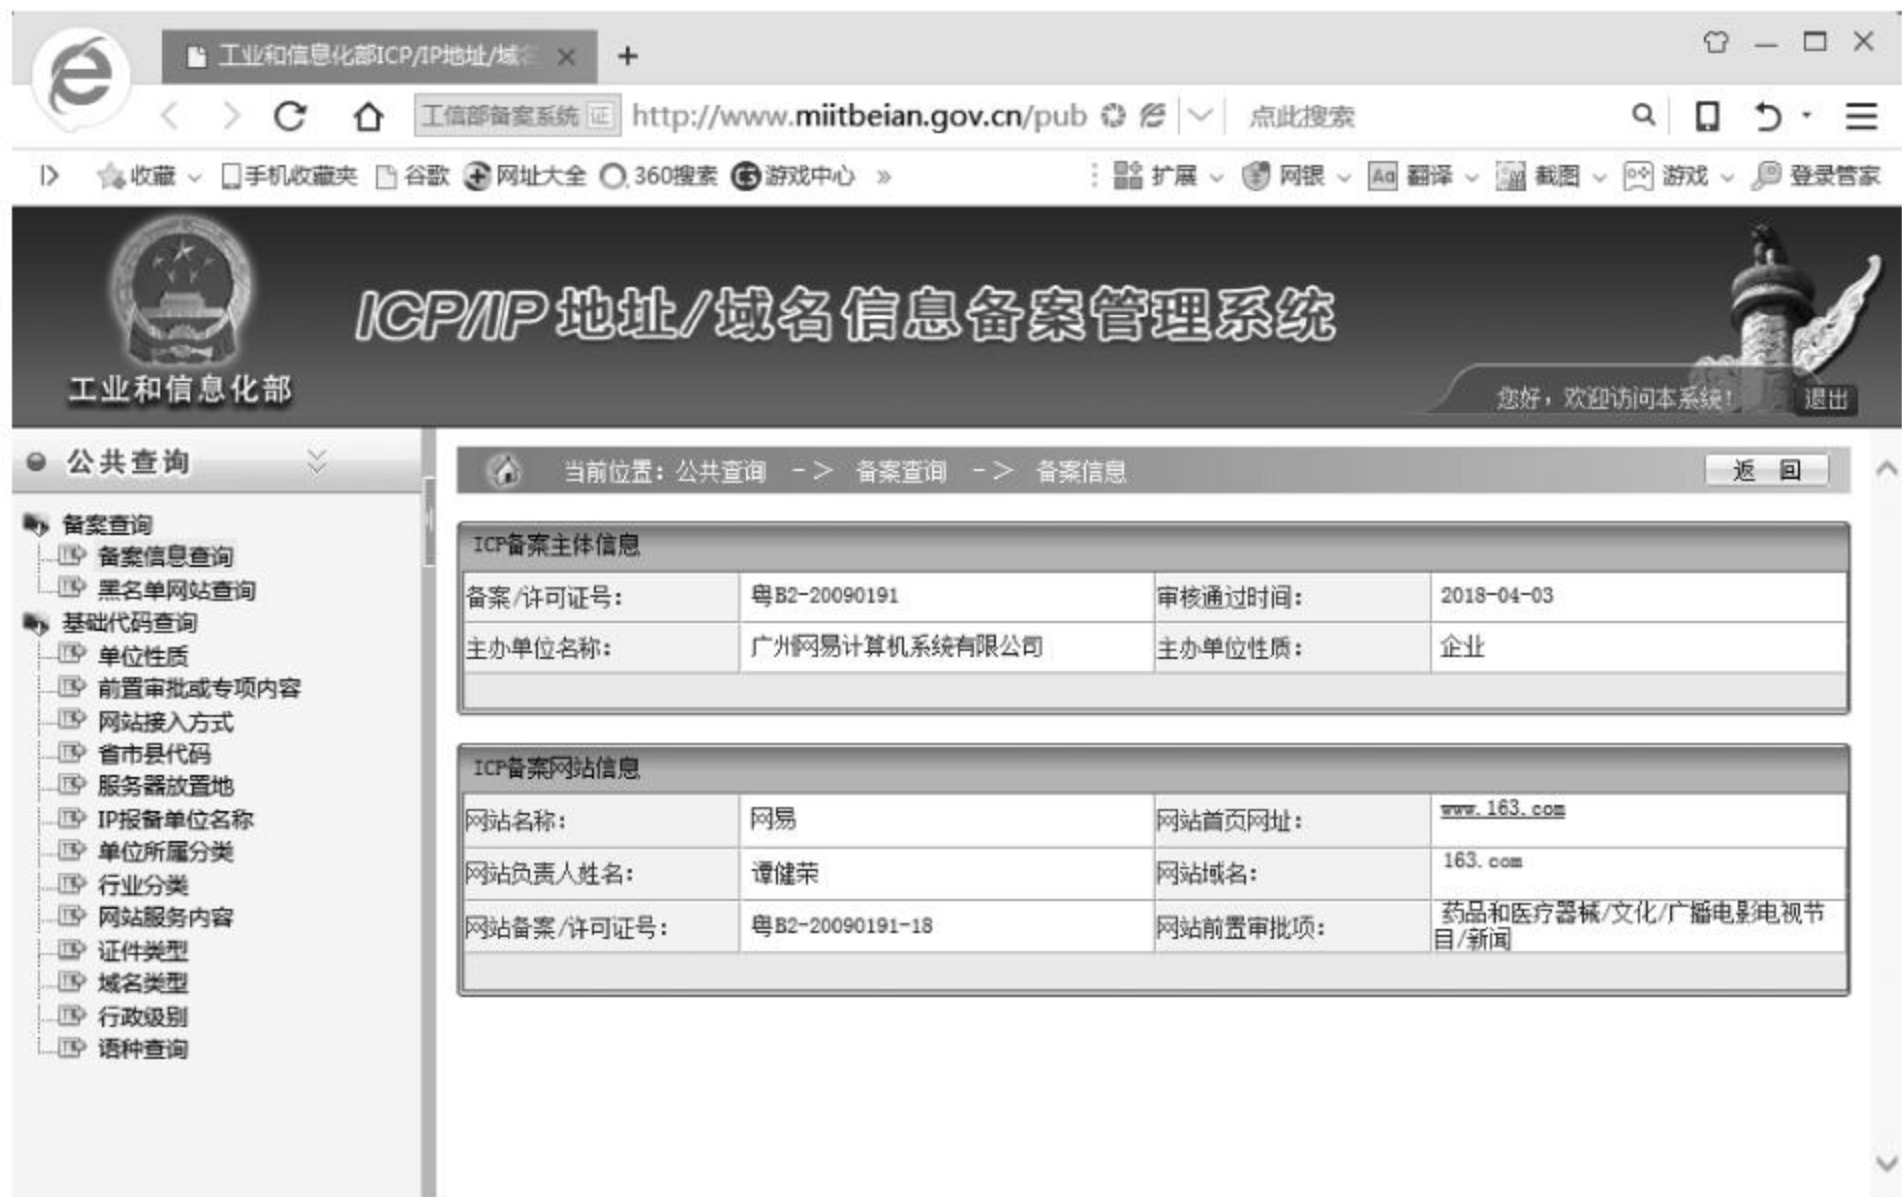 工业和信息化部ICP/IP地址/域名
工信部备案系统 证 http://www.miitbeian.gov.cn/pub 点此搜索
收藏 手机收藏夹 谷歌 网址大全 360搜索 游戏中心 » 扩展 网银 Aa 翻译 截图 游戏 登录管家
ICP/IP地址/域名信息备案管理系统
工业和信息化部
您好，欢迎访问本系统! 退出
公共查询
备案查询
备案信息查询
黑名单网站查询
基础代码查询
单位性质
前置审批或专项内容
网站接入方式
省市县代码
服务器放置地
IP报备单位名称
单位所属分类
行业分类
网站服务内容
证件类型
域名类型
行政级别
语种查询
当前位置：公共查询 -> 备案查询 -> 备案信息 返 回
ICP备案主体信息
备案/许可证号： 粤B2-20090191 审核通过时间： 2018-04-03
主办单位名称： 广州网易计算机系统有限公司 主办单位性质： 企业
ICP备案网站信息
网站名称： 网易 网站首页网址： www.163.com
网站负责人姓名： 谭健荣 网站域名： 163.com
网站备案/许可证号： 粤B2-20090191-18 网站前置审批项： 药品和医疗器械/文化/广播电影电视节
目/新闻